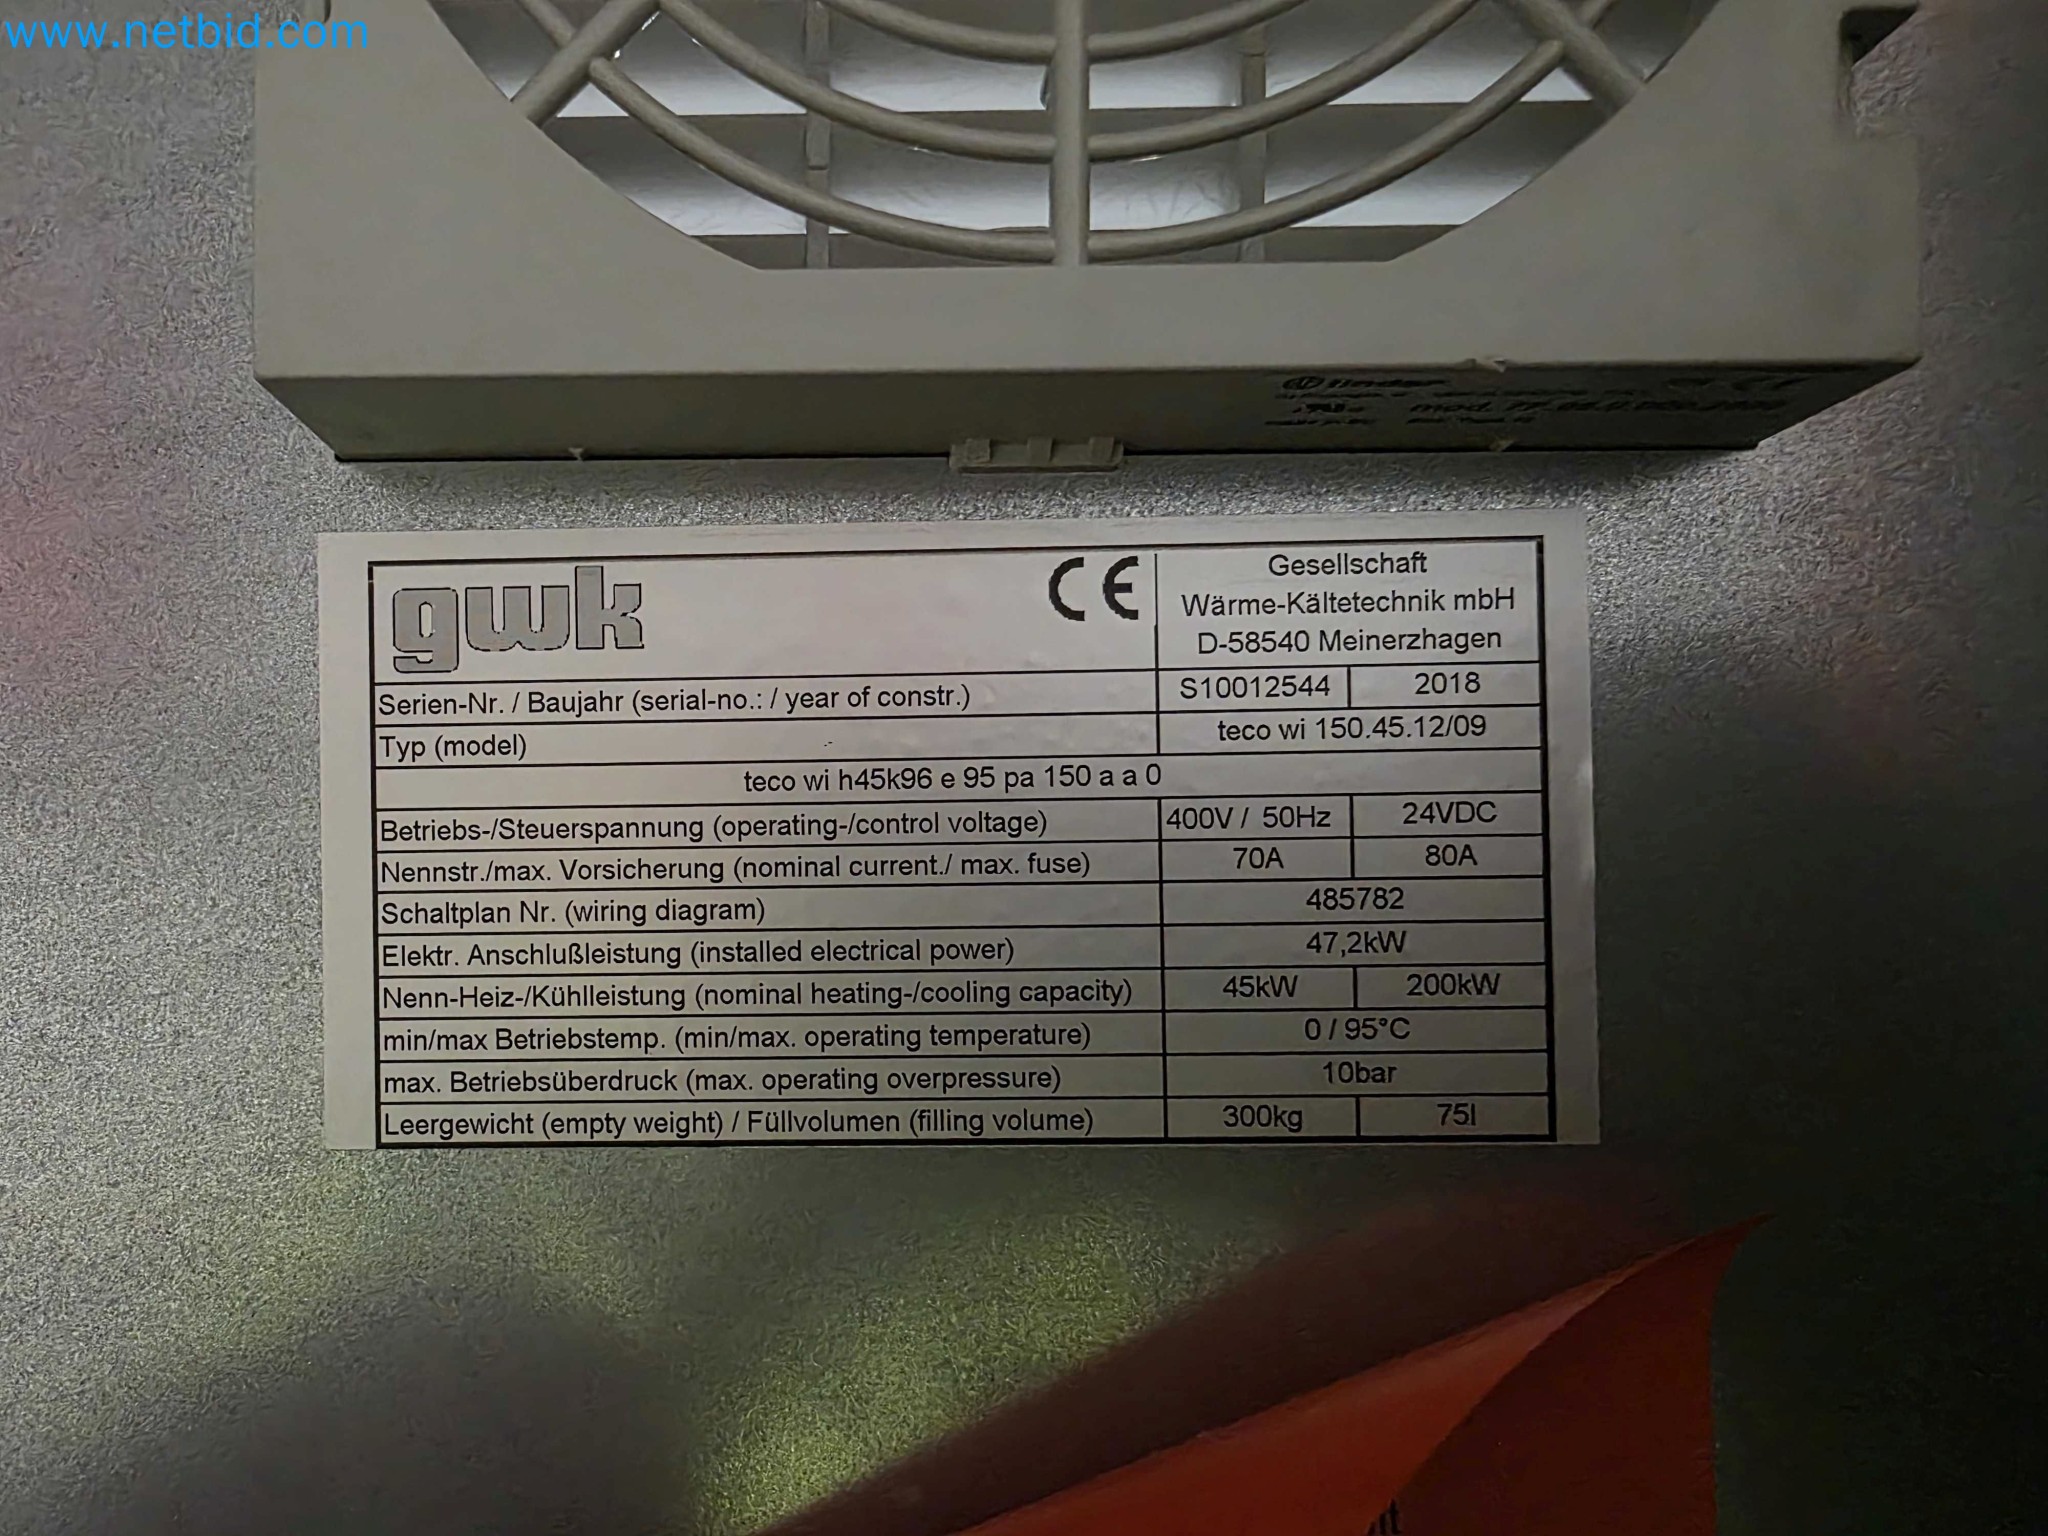 www.netbid.com
finder
gwk
CE
Gesellschaft
Wärme-Kältetechnik mbH
D-58540 Meinerzhagen
Serien-Nr. / Baujahr (serial-no.: / year of constr.) S10012544 2018
Typ (model) teco wi 150.45.12/09
teco wi h45k96 e 95 pa 150 a a 0
Betriebs-/Steuerspannung (operating-/control voltage) 400V / 50Hz 24VDC
Nennstr./max. Vorsicherung (nominal current./ max. fuse) 70A 80A
Schaltplan Nr. (wiring diagram) 485782
Elektr. Anschlußleistung (installed electrical power) 47,2kW
Nenn-Heiz-/Kühlleistung (nominal heating-/cooling capacity) 45kW 200kW
min/max Betriebstemp. (min/max. operating temperature) 0 / 95°C
max. Betriebsüberdruck (max. operating overpressure) 10bar
Leergewicht (empty weight) / Füllvolumen (filling volume) 300kg 75l